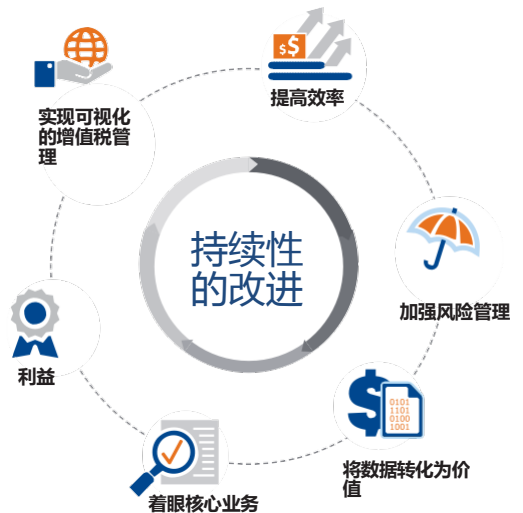 提高效率
实现可视化
的增值税管
理
持续性
的改进
加强风险管理
利益
0101
1101
0100
1001
将数据转化为价
值
着眼核心业务